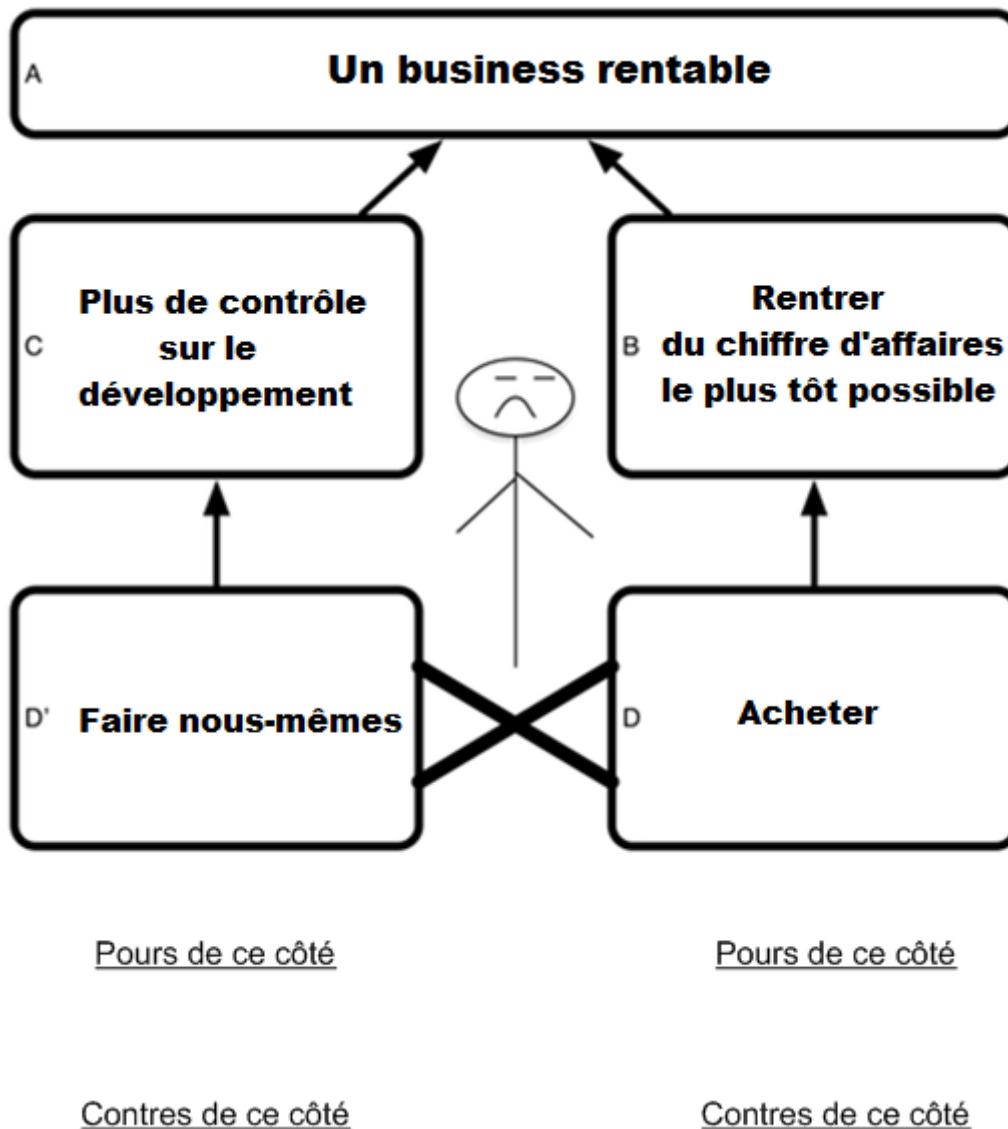 A
Un business rentable
Plus de contrôle
C
sur le
développement
Rentrer
B
du chiffre d'affaires
le plus tôt possible
D'
Faire nous-mêmes
D
Acheter
Pours de ce côté
Pours de ce côté
Contres de ce côté
Contres de ce côté